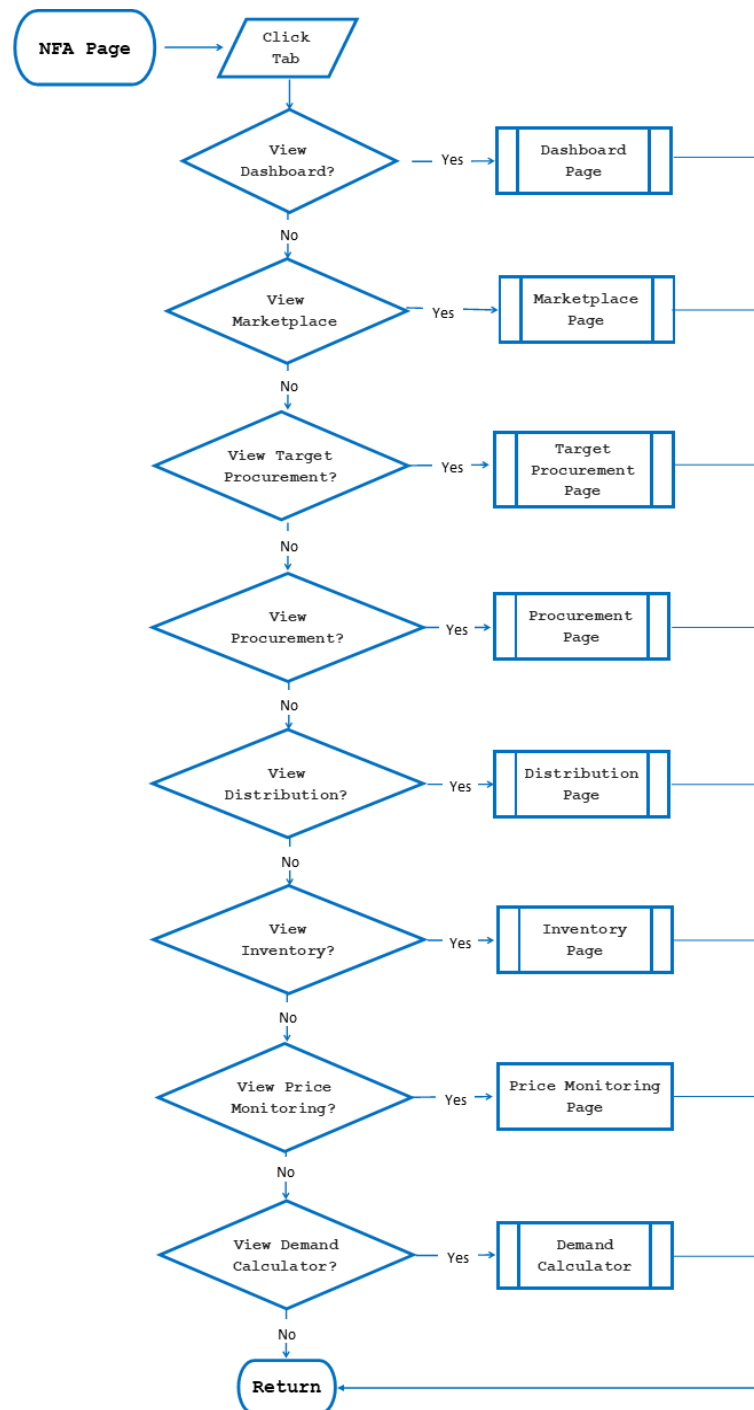 NFA Page
Click
Tab
View
Dashboard?
Yes
Dashboard
Page
No
View
Marketplace
Yes
Marketplace
Page
No
View Target
Procurement?
Yes
Target
Procurement
Page
No
View
Procurement?
Yes
Procurement
Page
No
View
Distribution?
Yes
Distribution
Page
No
View
Inventory?
Yes
Inventory
Page
No
View Price
Monitoring?
Yes
Price Monitoring
Page
No
View Demand
Calculator?
Yes
Demand
Calculator
No
Return